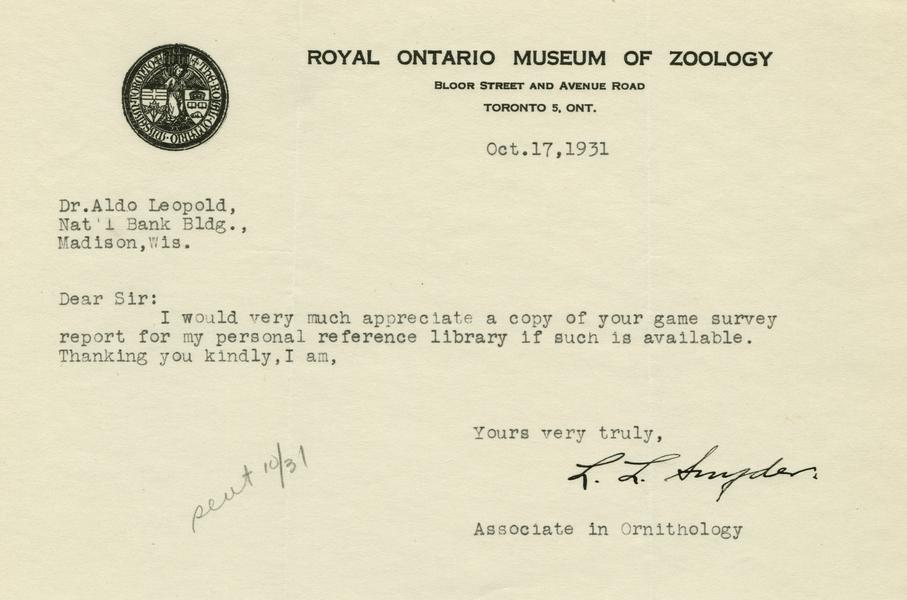 ROYAL ONTARIO MUSEUM OF ZOOLOGY
BLOOR STREET AND AVENUE ROAD
TORONTO 5, ONT.
Oct.17,1931
Dr.Aldo Leopold,
Nat'l Bank Bldg.,
Madison,Wis.
Dear Sir:
I would very much appreciate a copy of your game survey
report for my personal reference library if such is available.
Thanking you kindly,I am,
Yours very truly,
L. L. Snyder.
sent 10/31
Associate in Ornithology